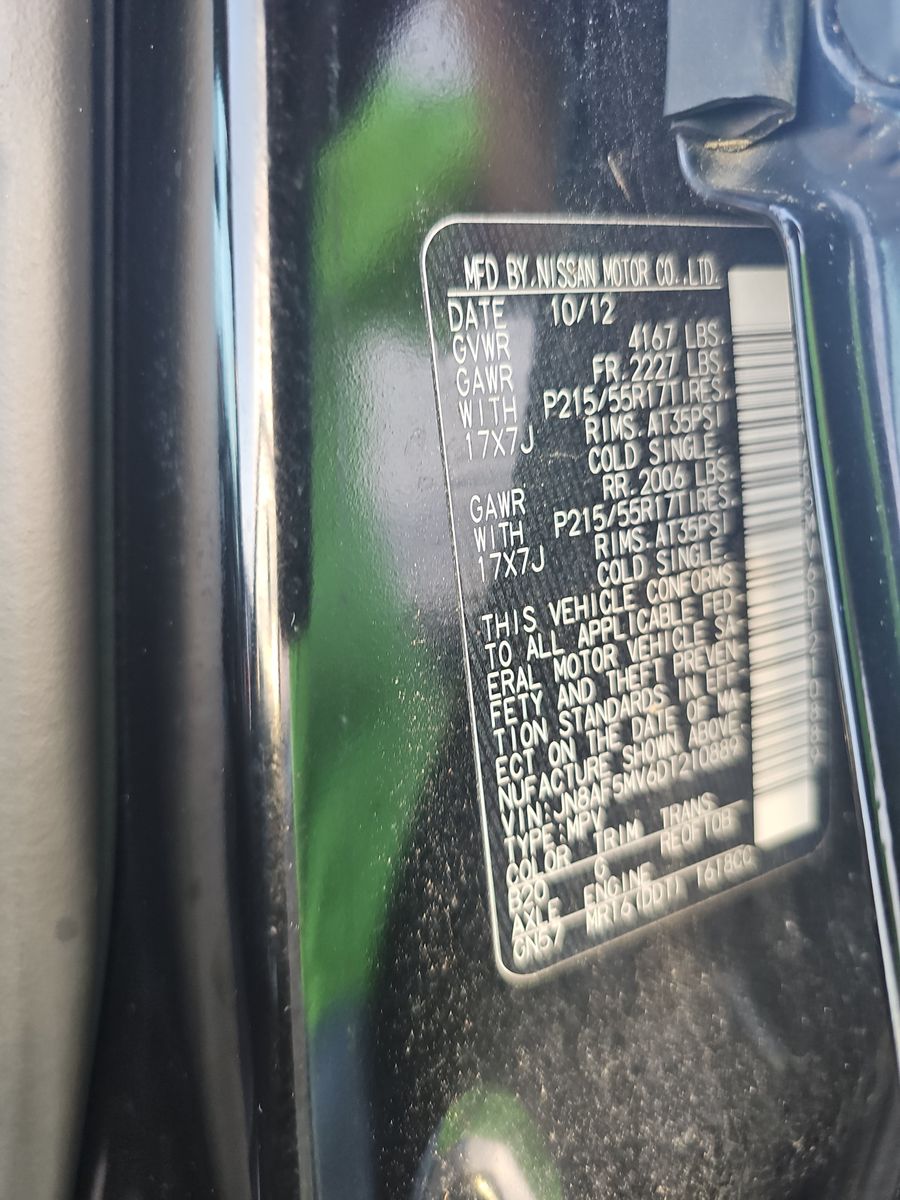 MFD BY.NISSAN MOTOR CO.,LTD.
DATE 10/12
GVWR 4167 LBS.
GAWR FR.2227 LBS.
WITH P215/55R17TIRES.
17X7J RIMS.AT35PSI
COLD SINGLE.
GAWR RR.2006 LBS.
WITH P215/55R17TIRES.
17X7J RIMS.AT35PSI
COLD SINGLE.
THIS VEHICLE CONFORMS
TO ALL APPLICABLE FED-
ERAL MOTOR VEHICLE SA-
FETY AND THEFT PREVEN-
TION STANDARDS IN EFF-
ECT ON THE DATE OF MA-
NUFACTURE SHOWN ABOVE
VIN:JN8AF5MV6DT210889
TYPE:MPV
COLOR TRIM TRANS
B20 G RE0F10B
AXLE ENGINE
GN57 MR16(DDT) 1618CC